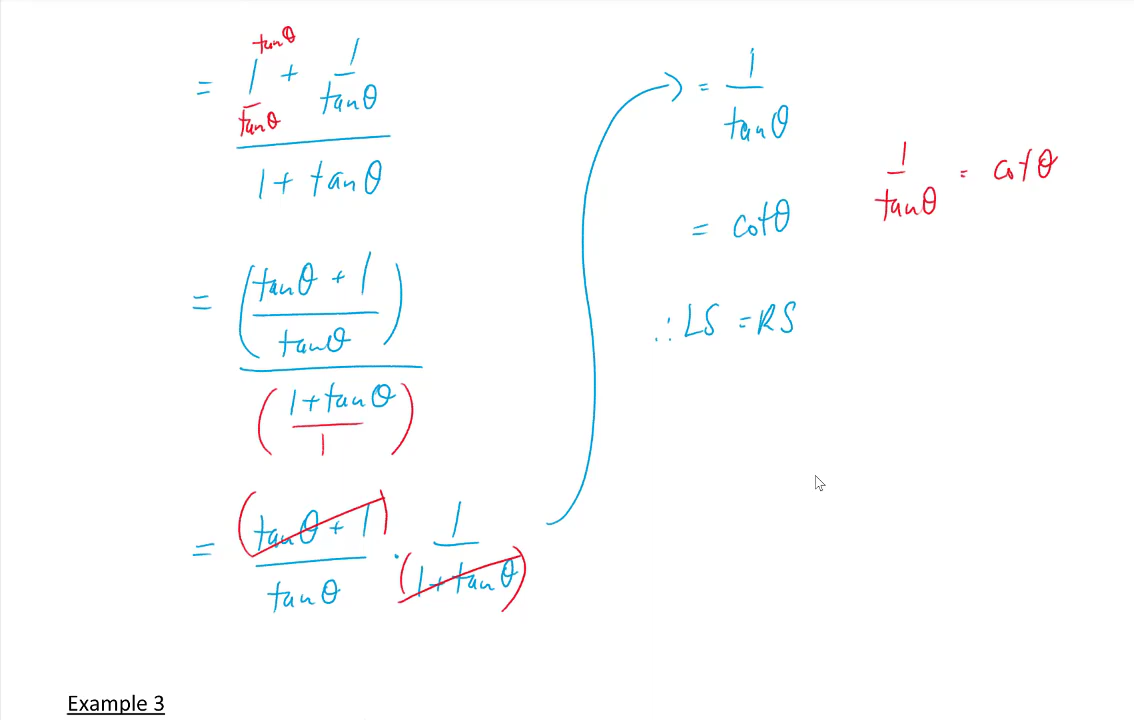 = (1 tanθ/tanθ + 1/tanθ) / (1 + tanθ)
= ((tanθ + 1)/tanθ) / ((1 + tanθ)/1)
= (tanθ + 1)/tanθ · 1/(1 + tanθ)
= 1/tanθ
1/tanθ = cotθ
= cotθ
∴ LS = RS
Example 3